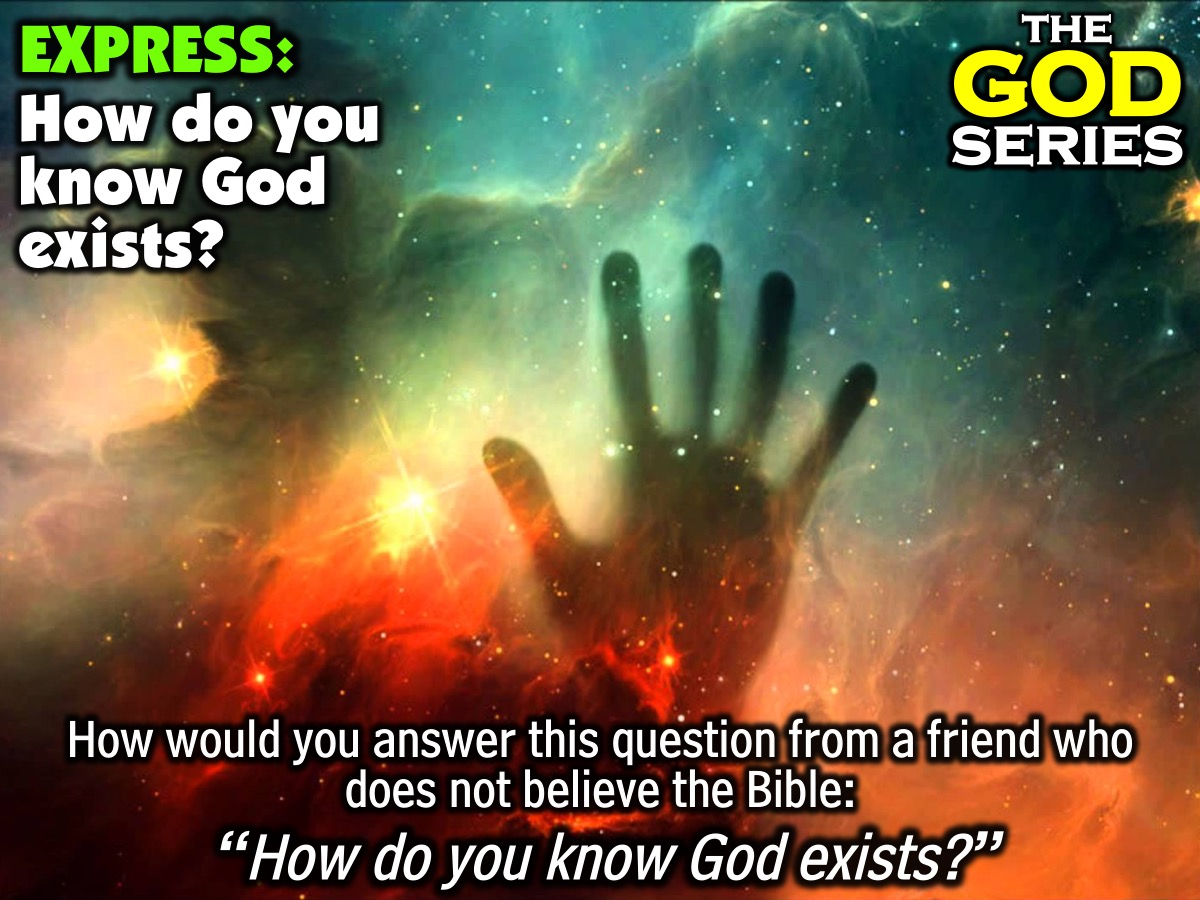 EXPRESS:
How do you
know God
exists?
THE
GOD
SERIES
How would you answer this question from a friend who
does not believe the Bible:
“How do you know God exists?”